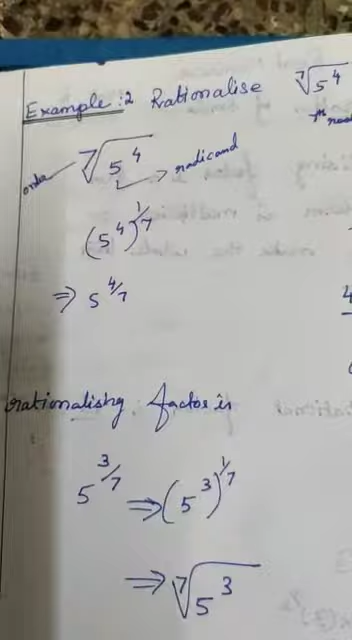 Example:2 Rationalise ⁷√5⁴
order ⁷√5⁴ → radicand
(5⁴)^1/7
⇒ 5^4/7
4
rationalising factor is
5^3/7 ⇒ (5³)^1/7
⇒ ⁷√5³